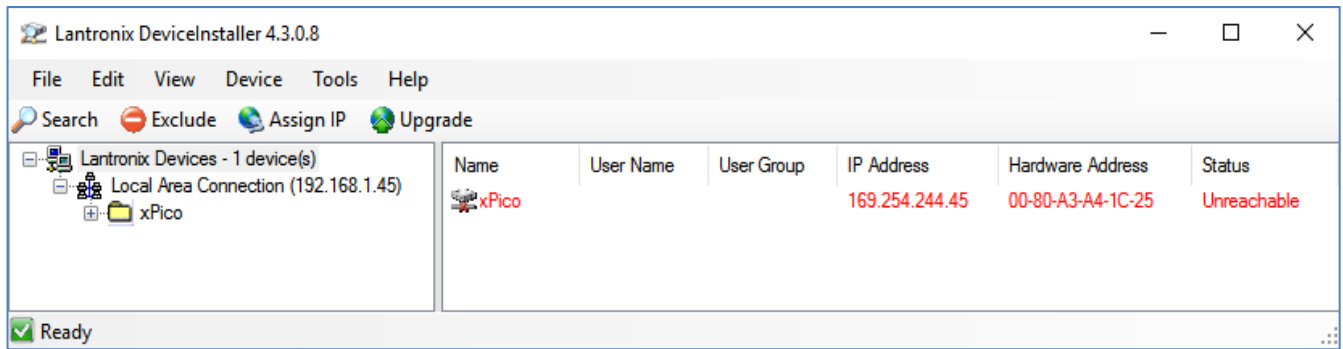 Lantronix DeviceInstaller 4.3.0.8
File Edit View Device Tools Help
Search Exclude Assign IP Upgrade
Lantronix Devices - 1 device(s)
Local Area Connection (192.168.1.45)
xPico
Name User Name User Group IP Address Hardware Address Status
xPico 169.254.244.45 00-80-A3-A4-1C-25 Unreachable
Ready